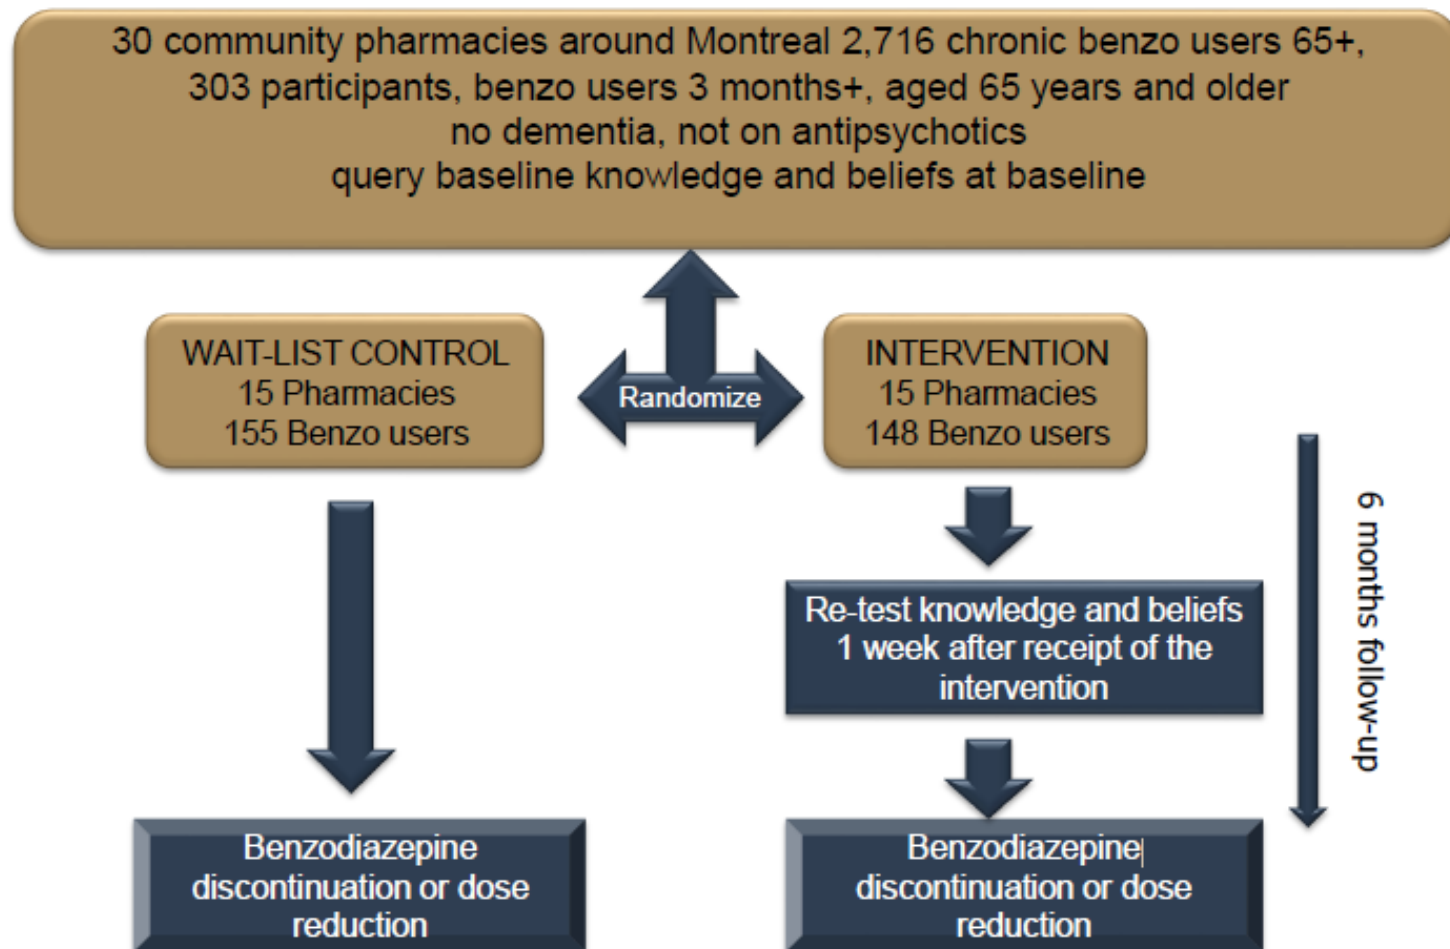 30 community pharmacies around Montreal 2,716 chronic benzo users 65+,
303 participants, benzo users 3 months+, aged 65 years and older
no dementia, not on antipsychotics
query baseline knowledge and beliefs at baseline
WAIT-LIST CONTROL
15 Pharmacies
155 Benzo users
Randomize
INTERVENTION
15 Pharmacies
148 Benzo users
Re-test knowledge and beliefs
1 week after receipt of the
intervention
6 months follow-up
Benzodiazepine
discontinuation or dose
reduction
Benzodiazepine
discontinuation or dose
reduction